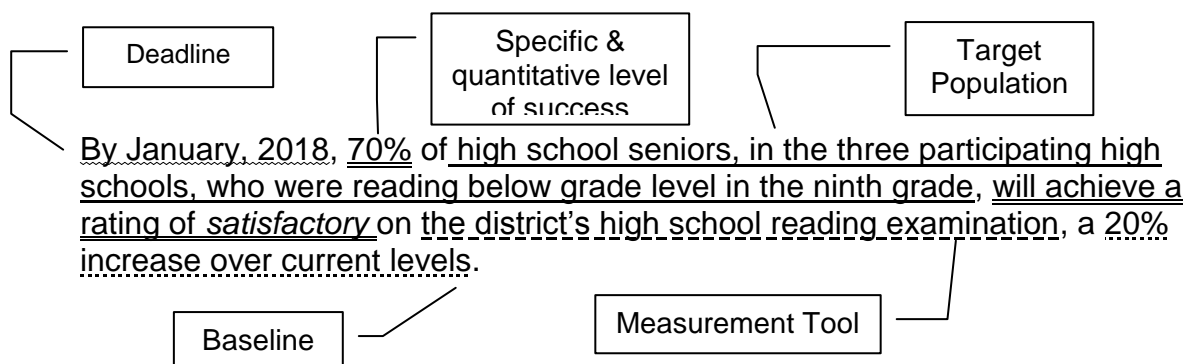 Deadline
Specific &
quantitative level
of success
Target
Population
By January, 2018, 70% of high school seniors, in the three participating high
schools, who were reading below grade level in the ninth grade, will achieve a
rating of satisfactory on the district's high school reading examination, a 20%
increase over current levels.
Baseline
Measurement Tool